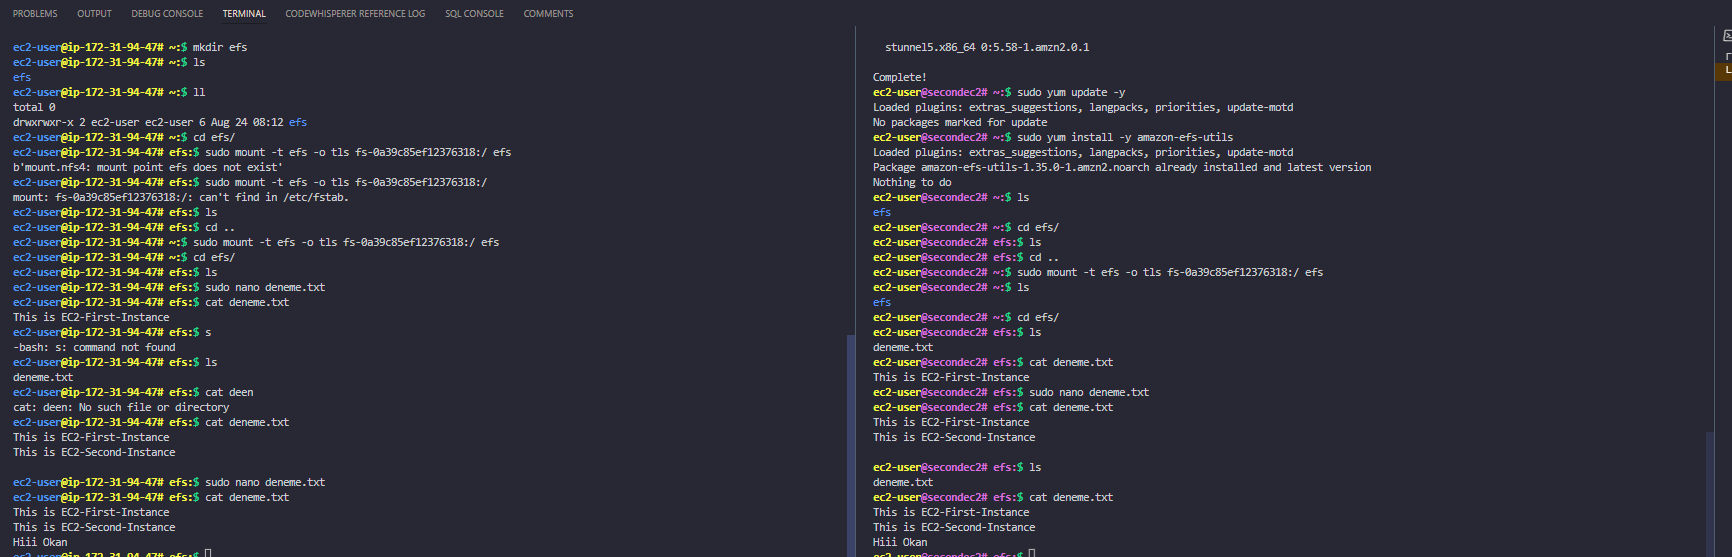 PROBLEMS OUTPUT DEBUG CONSOLE TERMINAL CODEWHISPERER REFERENCE LOG SQL CONSOLE COMMENTS
ec2-user@ip-172-31-94-47# ~:$ mkdir efs
ec2-user@ip-172-31-94-47# ~:$ ls
efs
ec2-user@ip-172-31-94-47# ~:$ ll
total 0
drwxrwxr-x 2 ec2-user ec2-user 6 Aug 24 08:12 efs
ec2-user@ip-172-31-94-47# ~:$ cd efs/
ec2-user@ip-172-31-94-47# efs:$ sudo mount -t efs -o tls fs-0a39c85ef12376318:/ efs
b'mount.nfs4: mount point efs does not exist'
ec2-user@ip-172-31-94-47# efs:$ sudo mount -t efs -o tls fs-0a39c85ef12376318:/
mount: fs-0a39c85ef12376318:/: can't find in /etc/fstab.
ec2-user@ip-172-31-94-47# efs:$ ls
ec2-user@ip-172-31-94-47# efs:$ cd ..
ec2-user@ip-172-31-94-47# ~:$ sudo mount -t efs -o tls fs-0a39c85ef12376318:/ efs
ec2-user@ip-172-31-94-47# ~:$ cd efs/
ec2-user@ip-172-31-94-47# efs:$ ls
ec2-user@ip-172-31-94-47# efs:$ sudo nano deneme.txt
ec2-user@ip-172-31-94-47# efs:$ cat deneme.txt
This is EC2-First-Instance
ec2-user@ip-172-31-94-47# efs:$ s
-bash: s: command not found
ec2-user@ip-172-31-94-47# efs:$ ls
deneme.txt
ec2-user@ip-172-31-94-47# efs:$ cat deen
cat: deen: No such file or directory
ec2-user@ip-172-31-94-47# efs:$ cat deneme.txt
This is EC2-First-Instance
This is EC2-Second-Instance
ec2-user@ip-172-31-94-47# efs:$ sudo nano deneme.txt
ec2-user@ip-172-31-94-47# efs:$ cat deneme.txt
This is EC2-First-Instance
This is EC2-Second-Instance
Hiii Okan
ec2-user@ip-172-31-94-47# efs:$
stunnel5.x86_64 0:5.58-1.amzn2.0.1
Complete!
ec2-user@secondec2# ~:$ sudo yum update -y
Loaded plugins: extras_suggestions, langpacks, priorities, update-motd
No packages marked for update
ec2-user@secondec2# ~:$ sudo yum install -y amazon-efs-utils
Loaded plugins: extras_suggestions, langpacks, priorities, update-motd
Package amazon-efs-utils-1.35.0-1.amzn2.noarch already installed and latest version
Nothing to do
ec2-user@secondec2# ~:$ ls
efs
ec2-user@secondec2# ~:$ cd efs/
ec2-user@secondec2# efs:$ ls
ec2-user@secondec2# efs:$ cd ..
ec2-user@secondec2# ~:$ sudo mount -t efs -o tls fs-0a39c85ef12376318:/ efs
ec2-user@secondec2# ~:$ ls
efs
ec2-user@secondec2# ~:$ cd efs/
ec2-user@secondec2# efs:$ ls
deneme.txt
ec2-user@secondec2# efs:$ cat deneme.txt
This is EC2-First-Instance
ec2-user@secondec2# efs:$ sudo nano deneme.txt
ec2-user@secondec2# efs:$ cat deneme.txt
This is EC2-First-Instance
This is EC2-Second-Instance
ec2-user@secondec2# efs:$ ls
deneme.txt
ec2-user@secondec2# efs:$ cat deneme.txt
This is EC2-First-Instance
This is EC2-Second-Instance
Hiii Okan
ec2-user@secondec2# efs:$